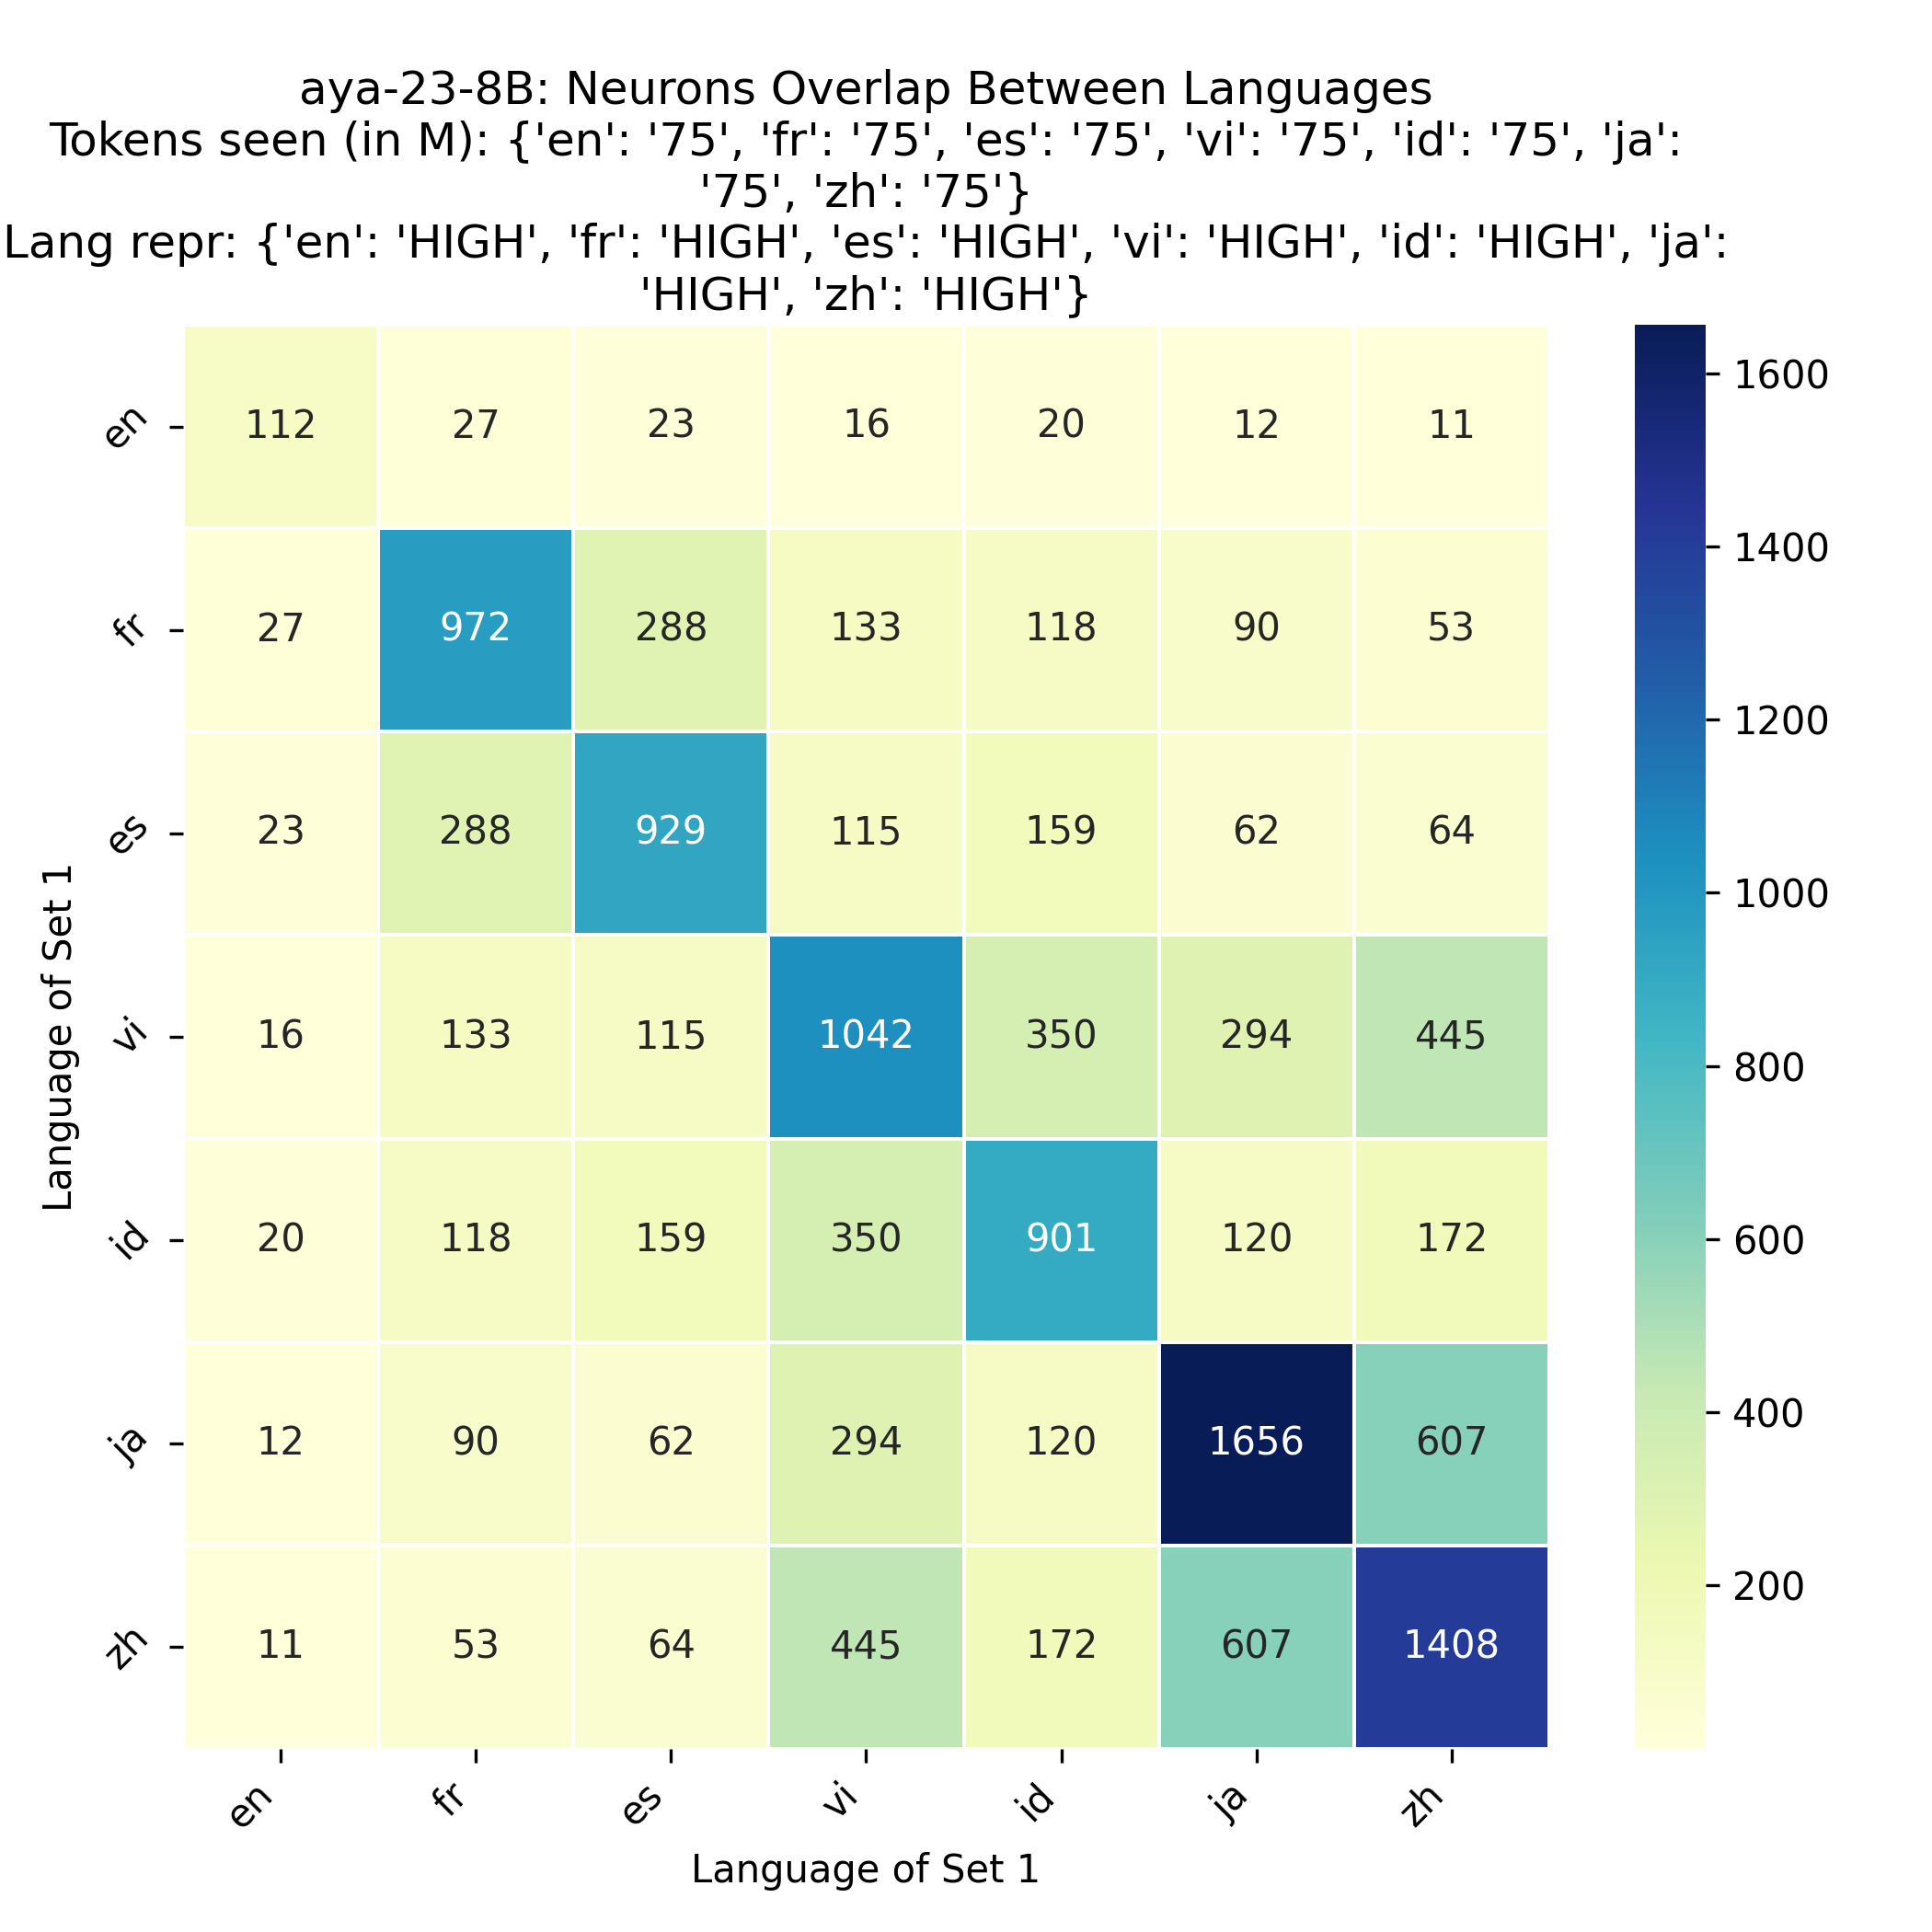 aya-23-8B: Neurons Overlap Between Languages
Tokens seen (in M): {'en': '75', 'fr': '75', 'es': '75', 'vi': '75', 'id': '75', 'ja':
'75', 'zh': '75'}
Lang repr: {'en': 'HIGH', 'fr': 'HIGH', 'es': 'HIGH', 'vi': 'HIGH', 'id': 'HIGH', 'ja':
'HIGH', 'zh': 'HIGH'}
en 112 27 23 16 20 12 11
fr 27 972 288 133 118 90 53
es 23 288 929 115 159 62 64
vi 16 133 115 1042 350 294 445
id 20 118 159 350 901 120 172
ja 12 90 62 294 120 1656 607
zh 11 53 64 445 172 607 1408
en fr es vi id ja zh
Language of Set 1
Language of Set 1
1600
1400
1200
1000
800
600
400
200